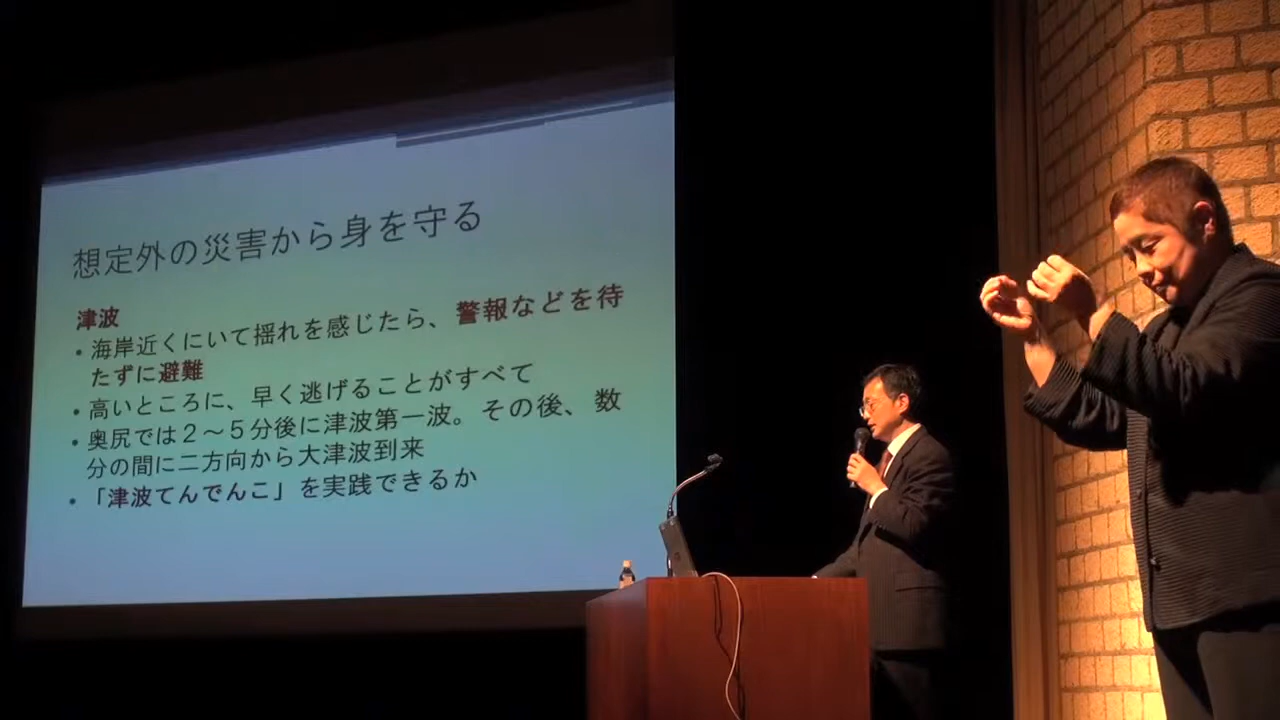 想定外の災害から身を守る
津波
・海岸近くにいて揺れを感じたら、警報などを待
たずに避難
・高いところに、早く逃げることがすべて
・奥尻では２～５分後に津波第一波。その後、数
分の間に二方向から大津波到来
・「津波てんでんこ」を実践できるか